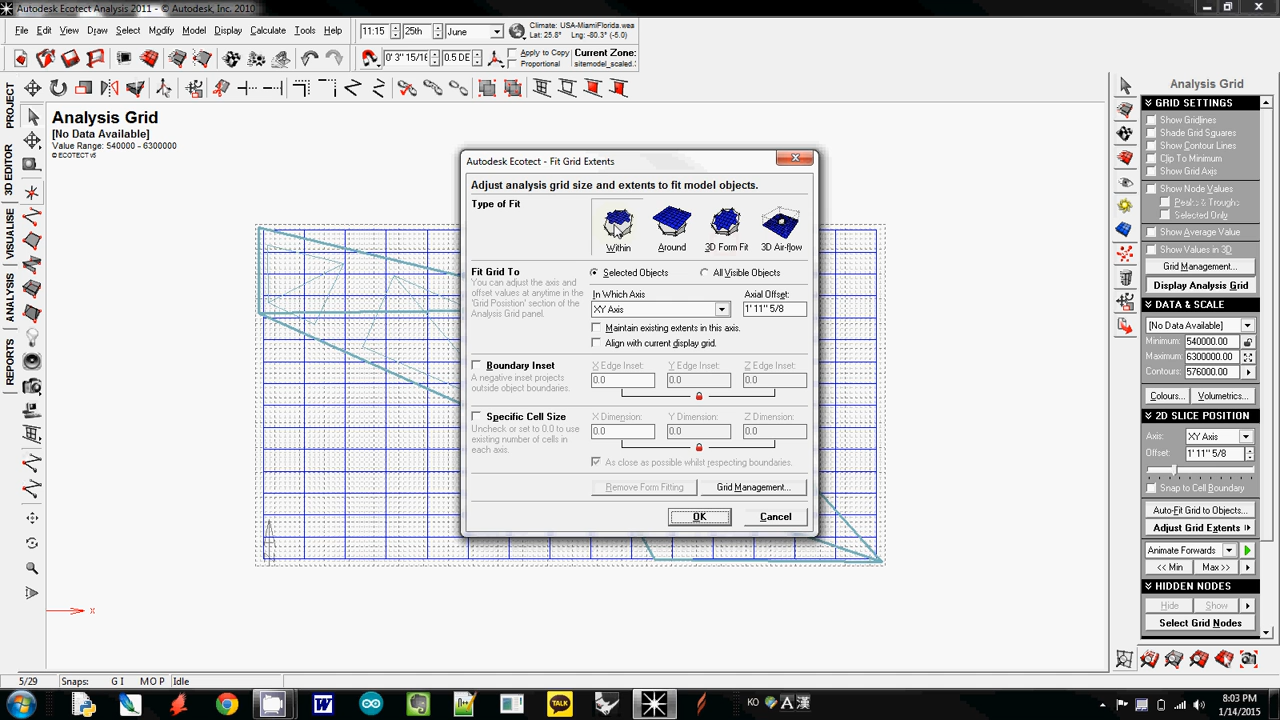 Autodesk Ecotect Analysis 2011 - © Autodesk, Inc. 2010
File Edit View Draw Select Modify Model Display Calculate Tools Help
11:15 25th June
Climate: USA-MiamiFlorida.wea
Lat: 25.8° Lng: -80.3° (-5.0)
0' 3" 15/16 0.5 DE
Apply to Copy
Proportional
Current Zone:
sitemodel_scaled.:
PROJECT
3D EDITOR
VISUALISE
ANALYSIS
REPORTS
Analysis Grid
[No Data Available]
Value Range: 540000 - 6300000
© ECOTECT v5
x
Autodesk Ecotect - Fit Grid Extents
Adjust analysis grid size and extents to fit model objects.
Type of Fit
Within Around 3D Form Fit 3D Air-flow
Fit Grid To
You can adjust the axis and
offset values at anytime in the
'Grid Position' section of the
Analysis Grid panel.
Selected Objects All Visible Objects
In Which Axis Axial Offset:
XY Axis 1' 11" 5/8
Maintain existing extents in this axis.
Align with current display grid.
Boundary Inset
A negative inset projects
outside object boundaries.
X Edge Inset: Y Edge Inset: Z Edge Inset:
0.0 0.0 0.0
Specific Cell Size
Uncheck or set to 0.0 to use
existing number of cells in
each axis.
X Dimension: Y Dimension: Z Dimension:
0.0 0.0 0.0
As close as possible whilst respecting boundaries.
Remove Form Fitting Grid Management...
OK Cancel
Analysis Grid
GRID SETTINGS
Show Gridlines
Shade Grid Squares
Show Contour Lines
Clip To Minimum
Show Grid Axis
Show Node Values
Peaks & Troughs
Selected Only
Show Average Value
Show Values in 3D
Grid Management...
Display Analysis Grid
DATA & SCALE
[No Data Available]
Minimum: 540000.00
Maximum: 6300000.00
Contours: 576000.00
Colours... Volumetrics...
2D SLICE POSITION
Axis: XY Axis
Offset: 1' 11" 5/8
Snap to Cell Boundary
Auto-Fit Grid to Objects...
Adjust Grid Extents
Animate Forwards
<< Min Max >>
HIDDEN NODES
Hide Show
Select Grid Nodes
5/29 Snaps: G I M O P Idle
TALK
KO A 漢
8:03 PM
1/14/2015